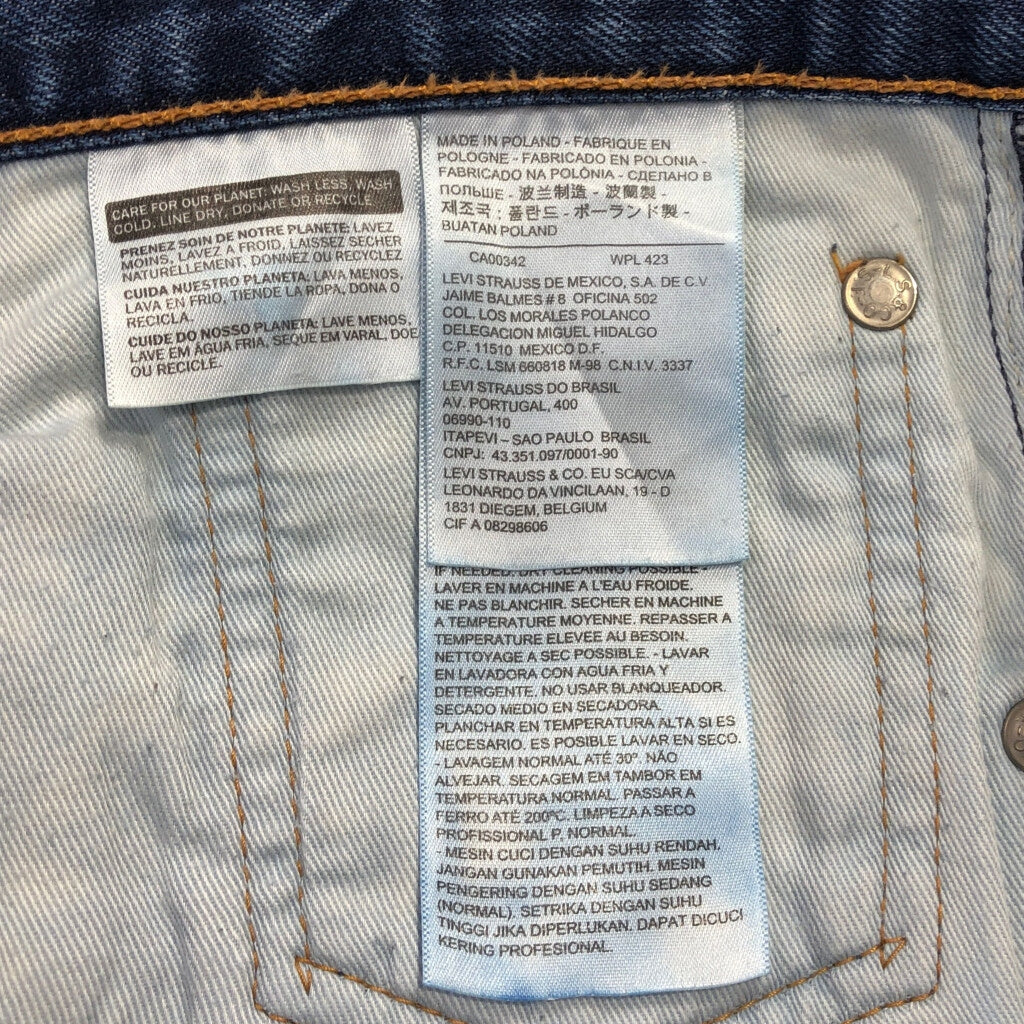 CARE FOR OUR PLANET: WASH LESS, WASH
COLD, LINE DRY, DONATE OR RECYCLE
PRENEZ SOIN DE NOTRE PLANETE: LAVEZ
MOINS, LAVEZ A FROID, LAISSEZ SECHER
NATURELLEMENT, DONNEZ OU RECYCLEZ
CUIDA NUESTRO PLANETA: LAVA MENOS,
LAVA EN FRIO, TIENDE LA ROPA, DONA O
RECICLA.
CUIDE DO NOSSO PLANETA: LAVE MENOS,
LAVE EM ÁGUA FRIA, SEQUE EM VARAL, DOE
OU RECICLE.
MADE IN POLAND - FABRIQUE EN
POLOGNE - FABRICADO EN POLONIA -
FABRICADO NA POLÔNIA - СДЕЛАНО В
ПОЛЬШЕ - 波兰制造 - 波蘭製 -
제조국 : 폴란드 - ポーランド製 -
BUATAN POLAND
CA00342 WPL 423
LEVI STRAUSS DE MEXICO, S.A. DE C.V.
JAIME BALMES # 8 OFICINA 502
COL. LOS MORALES POLANCO
DELEGACION MIGUEL HIDALGO
C.P. 11510 MEXICO D.F.
R.F.C. LSM 660818 M-98 C.N.I.V. 3337
LEVI STRAUSS DO BRASIL
AV. PORTUGAL, 400
06990-110
ITAPEVI – SAO PAULO BRASIL
CNPJ: 43.351.097/0001-90
LEVI STRAUSS & CO. EU SCA/CVA
LEONARDO DA VINCILAAN, 19 - D
1831 DIEGEM, BELGIUM
CIF A 08298606
IF NEEDED. DRY CLEANING POSSIBLE -
LAVER EN MACHINE A L'EAU FROIDE.
NE PAS BLANCHIR. SECHER EN MACHINE
A TEMPERATURE MOYENNE. REPASSER A
TEMPERATURE ELEVEE AU BESOIN.
NETTOYAGE A SEC POSSIBLE. - LAVAR
EN LAVADORA CON AGUA FRIA Y
DETERGENTE. NO USAR BLANQUEADOR.
SECADO MEDIO EN SECADORA.
PLANCHAR EN TEMPERATURA ALTA SI ES
NECESARIO. ES POSIBLE LAVAR EN SECO.
- LAVAGEM NORMAL ATÉ 30º. NÃO
ALVEJAR. SECAGEM EM TAMBOR EM
TEMPERATURA NORMAL. PASSAR A
FERRO ATÉ 200ºC. LIMPEZA A SECO
PROFISSIONAL P, NORMAL.
- MESIN CUCI DENGAN SUHU RENDAH.
JANGAN GUNAKAN PEMUTIH. MESIN
PENGERING DENGAN SUHU SEDANG
(NORMAL). SETRIKA DENGAN SUHU
TINGGI JIKA DIPERLUKAN. DAPAT DICUCI
KERING PROFESIONAL.